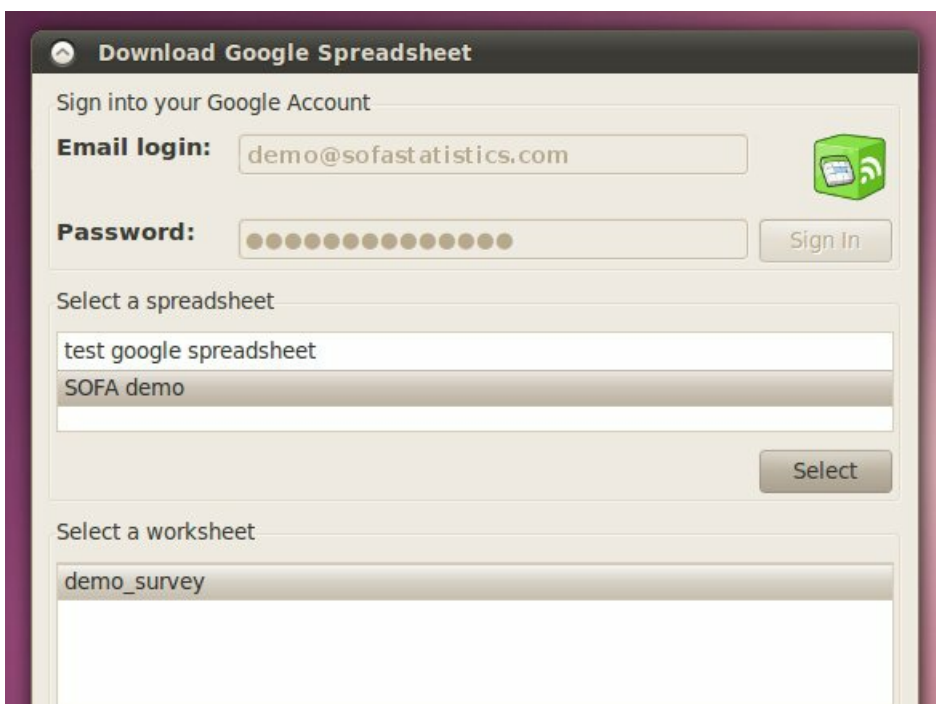 Download Google Spreadsheet
Sign into your Google Account
Email login:
demo@sofastatistics.com
Password:
●●●●●●●●●●●●●●
Sign In
Select a spreadsheet
test google spreadsheet
SOFA demo
Select
Select a worksheet
demo_survey